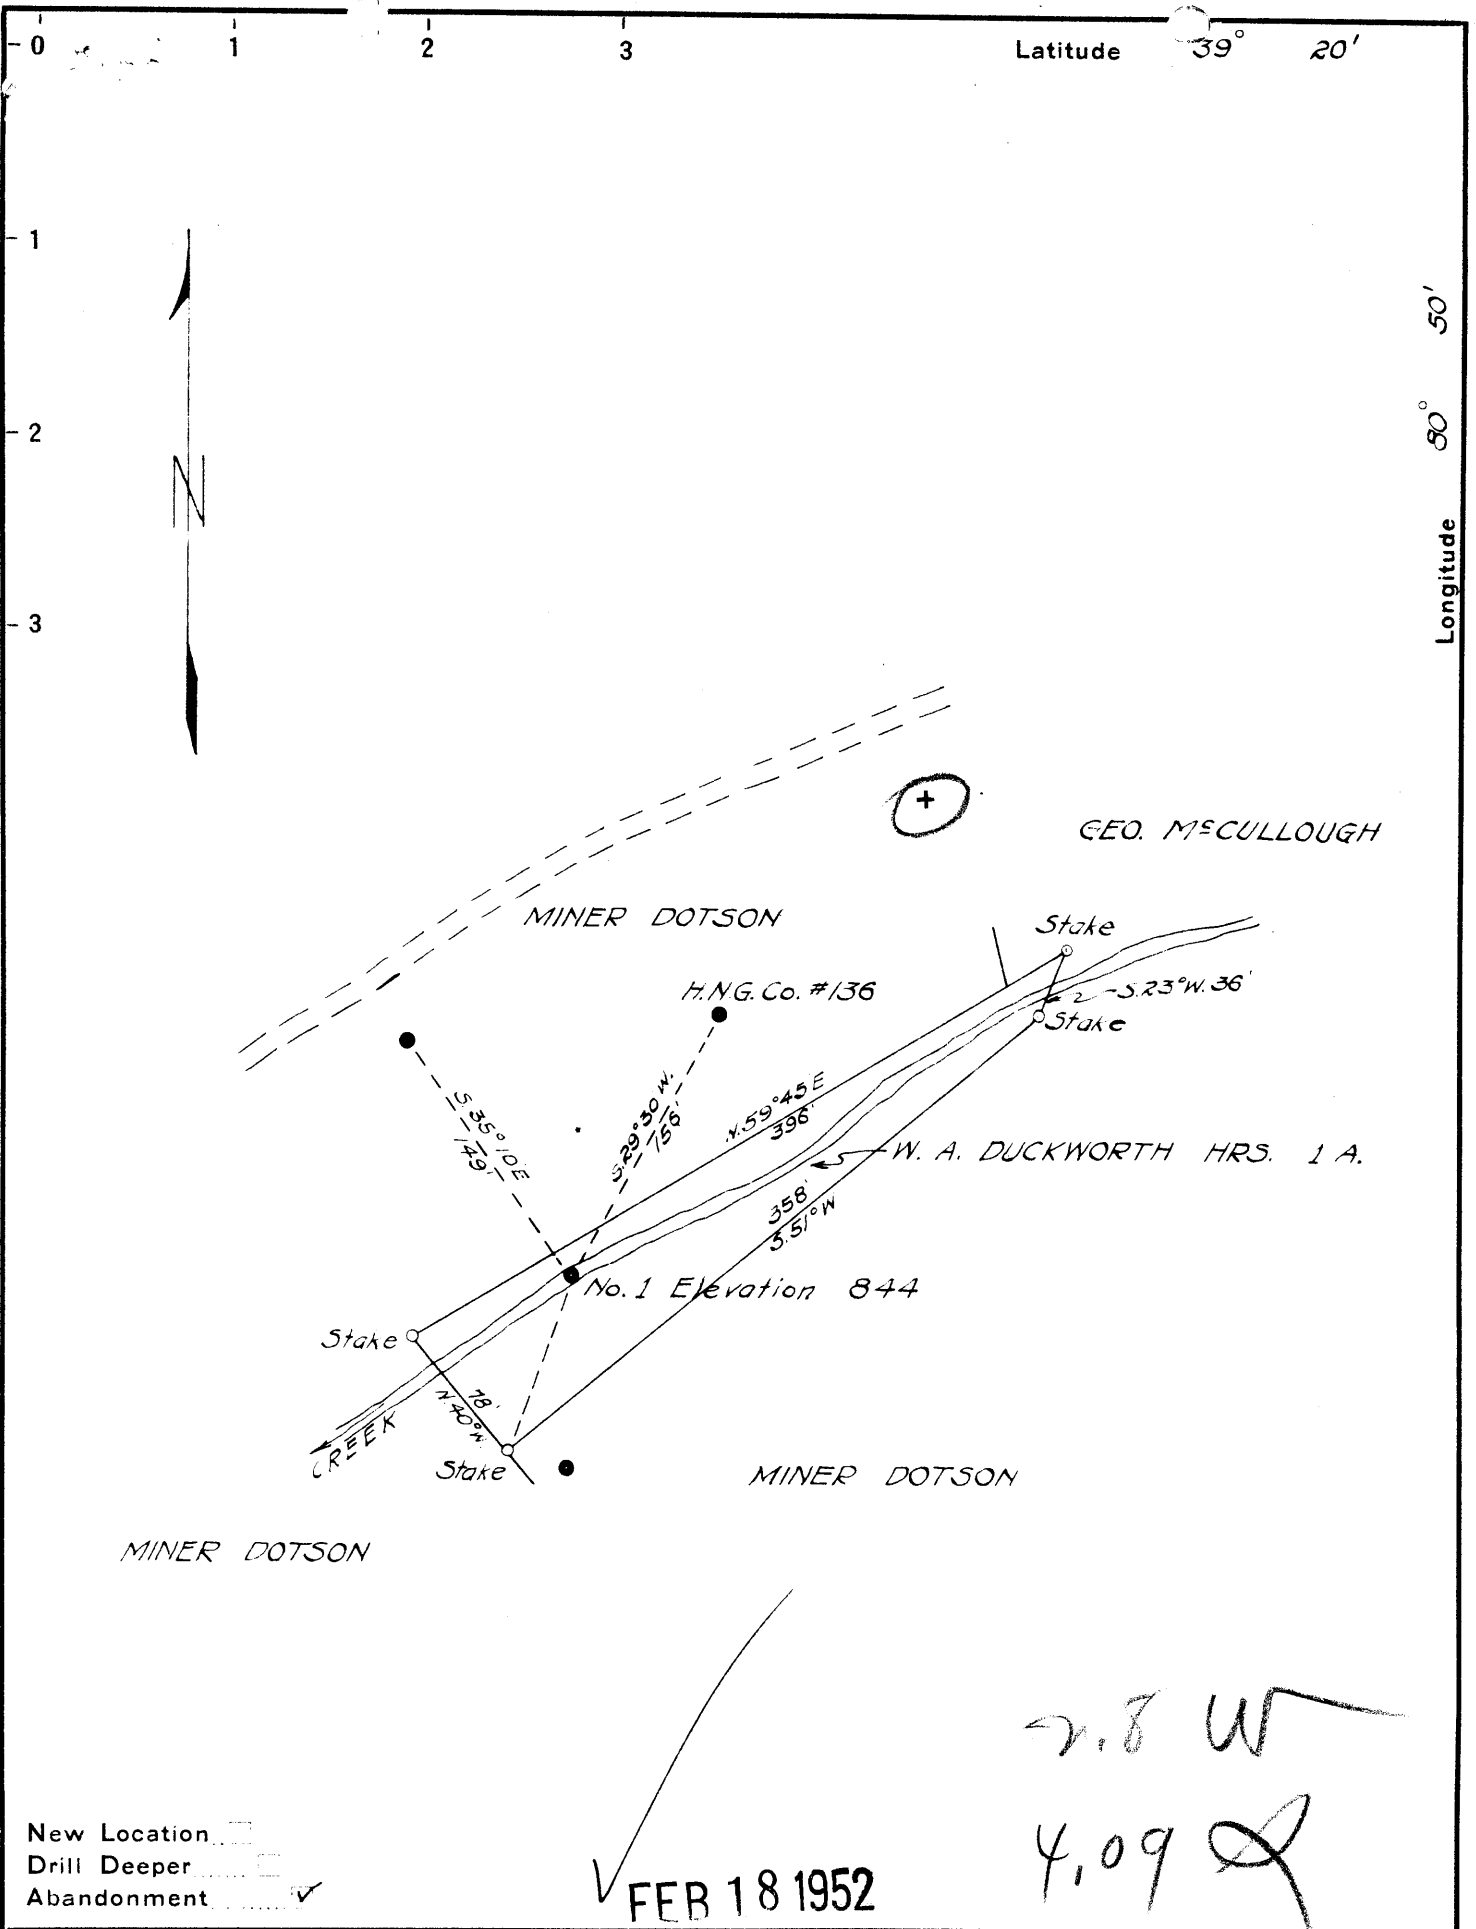 0 1 2 3 Latitude 39° 20'
1
2
3
Longitude 80° 50'
N
GEO. McCULLOUGH
MINER DOTSON
Stake
H.N.G. Co. #136
S.23°W. 36'
Stake
S.35°10'E
149'
S.29°30'W.
156'
N.59°45'E
396'
W. A. DUCKWORTH HRS. 1 A.
358'
S.51°W
No. 1 Elevation 844
Stake
78'
N.40°W.
CREEK
Stake
MINER DOTSON
MINER DOTSON
2.8 W
4.09
New Location
Drill Deeper
Abandonment ✓
FEB 18 1952